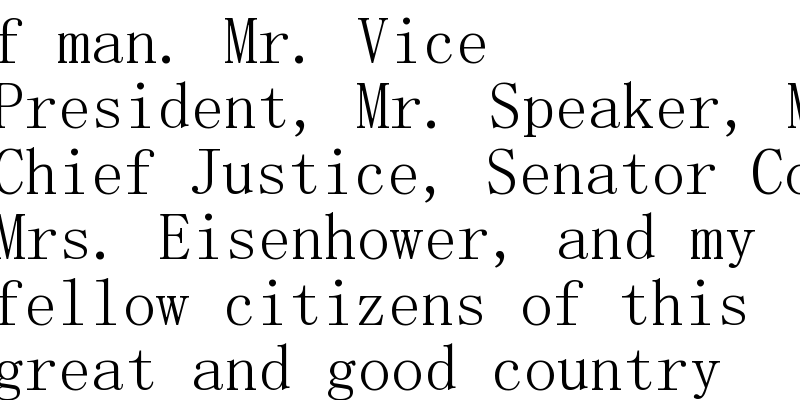 f man. Mr. Vice
President, Mr. Speaker, M
Chief Justice, Senator Co
Mrs. Eisenhower, and my
fellow citizens of this
great and good country